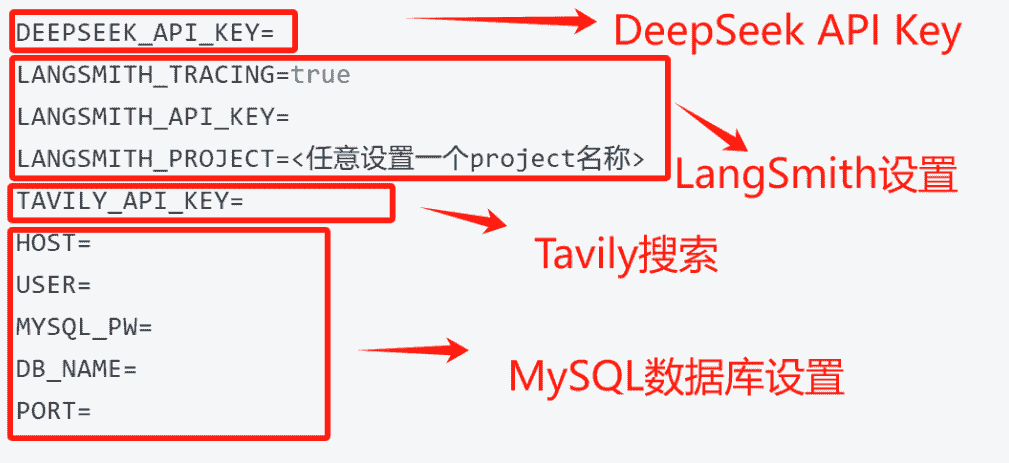 DEEPSEEK_API_KEY=
DeepSeek API Key
LANGSMITH_TRACING=true
LANGSMITH_API_KEY=
LANGSMITH_PROJECT=<任意设置一个project名称>
LangSmith设置
TAVILY_API_KEY=
Tavily搜索
HOST=
USER=
MYSQL_PW=
DB_NAME=
PORT=
MySQL数据库设置